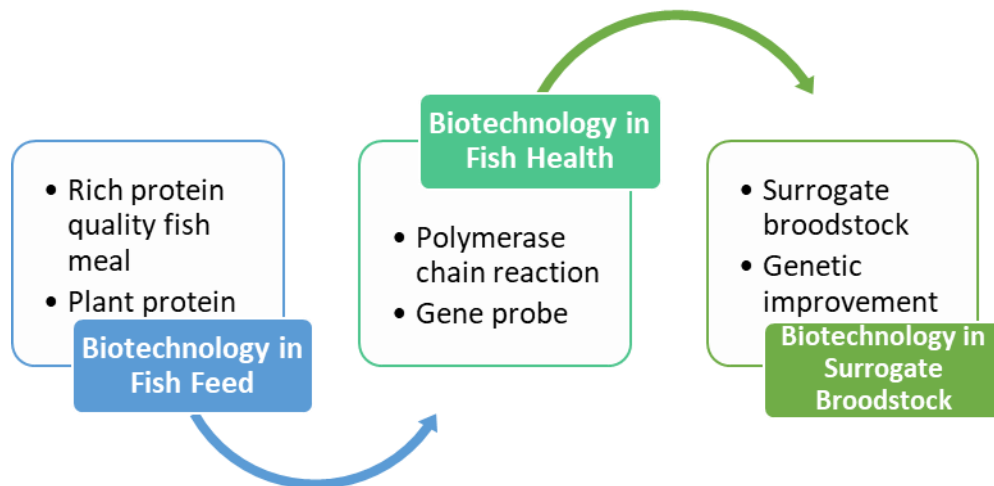 • Rich protein
quality fish
meal
• Plant protein
Biotechnology in
Fish Feed
Biotechnology in
Fish Health
• Polymerase
chain reaction
• Gene probe
• Surrogate
broodstock
• Genetic
improvement
Biotechnology in
Surrogate
Broodstock